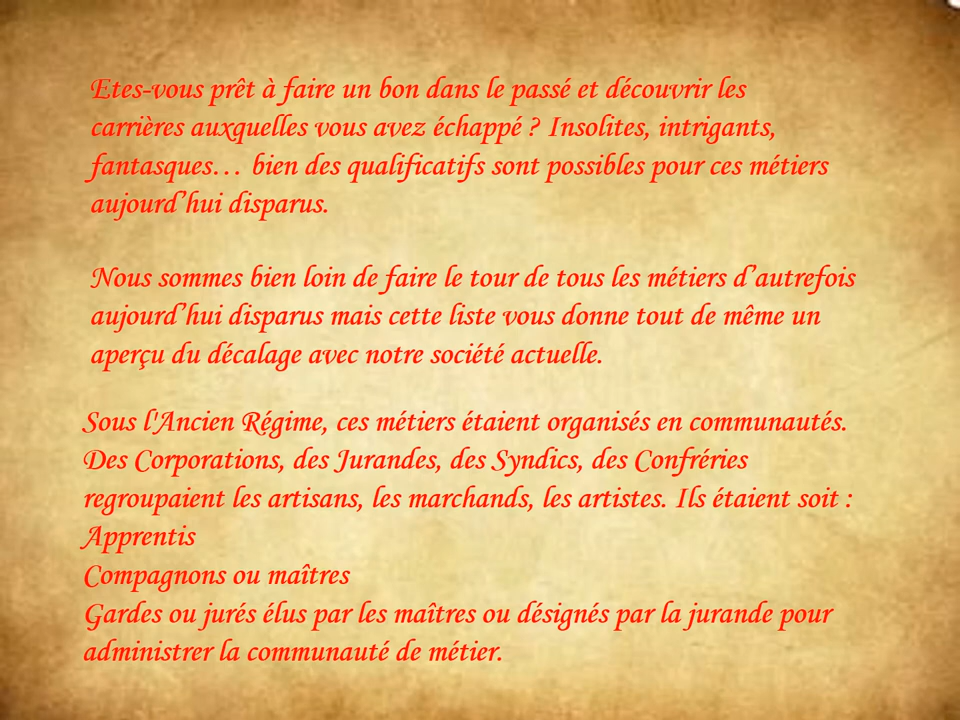 Etes-vous prêt à faire un bon dans le passé et découvrir les
carrières auxquelles vous avez échappé ? Insolites, intrigants,
fantasques… bien des qualificatifs sont possibles pour ces métiers
aujourd’hui disparus.
Nous sommes bien loin de faire le tour de tous les métiers d’autrefois
aujourd’hui disparus mais cette liste vous donne tout de même un
aperçu du décalage avec notre société actuelle.
Sous l'Ancien Régime, ces métiers étaient organisés en communautés.
Des Corporations, des Jurandes, des Syndics, des Confréries
regroupaient les artisans, les marchands, les artistes. Ils étaient soit :
Apprentis
Compagnons ou maîtres
Gardes ou jurés élus par les maîtres ou désignés par la jurande pour
administrer la communauté de métier.